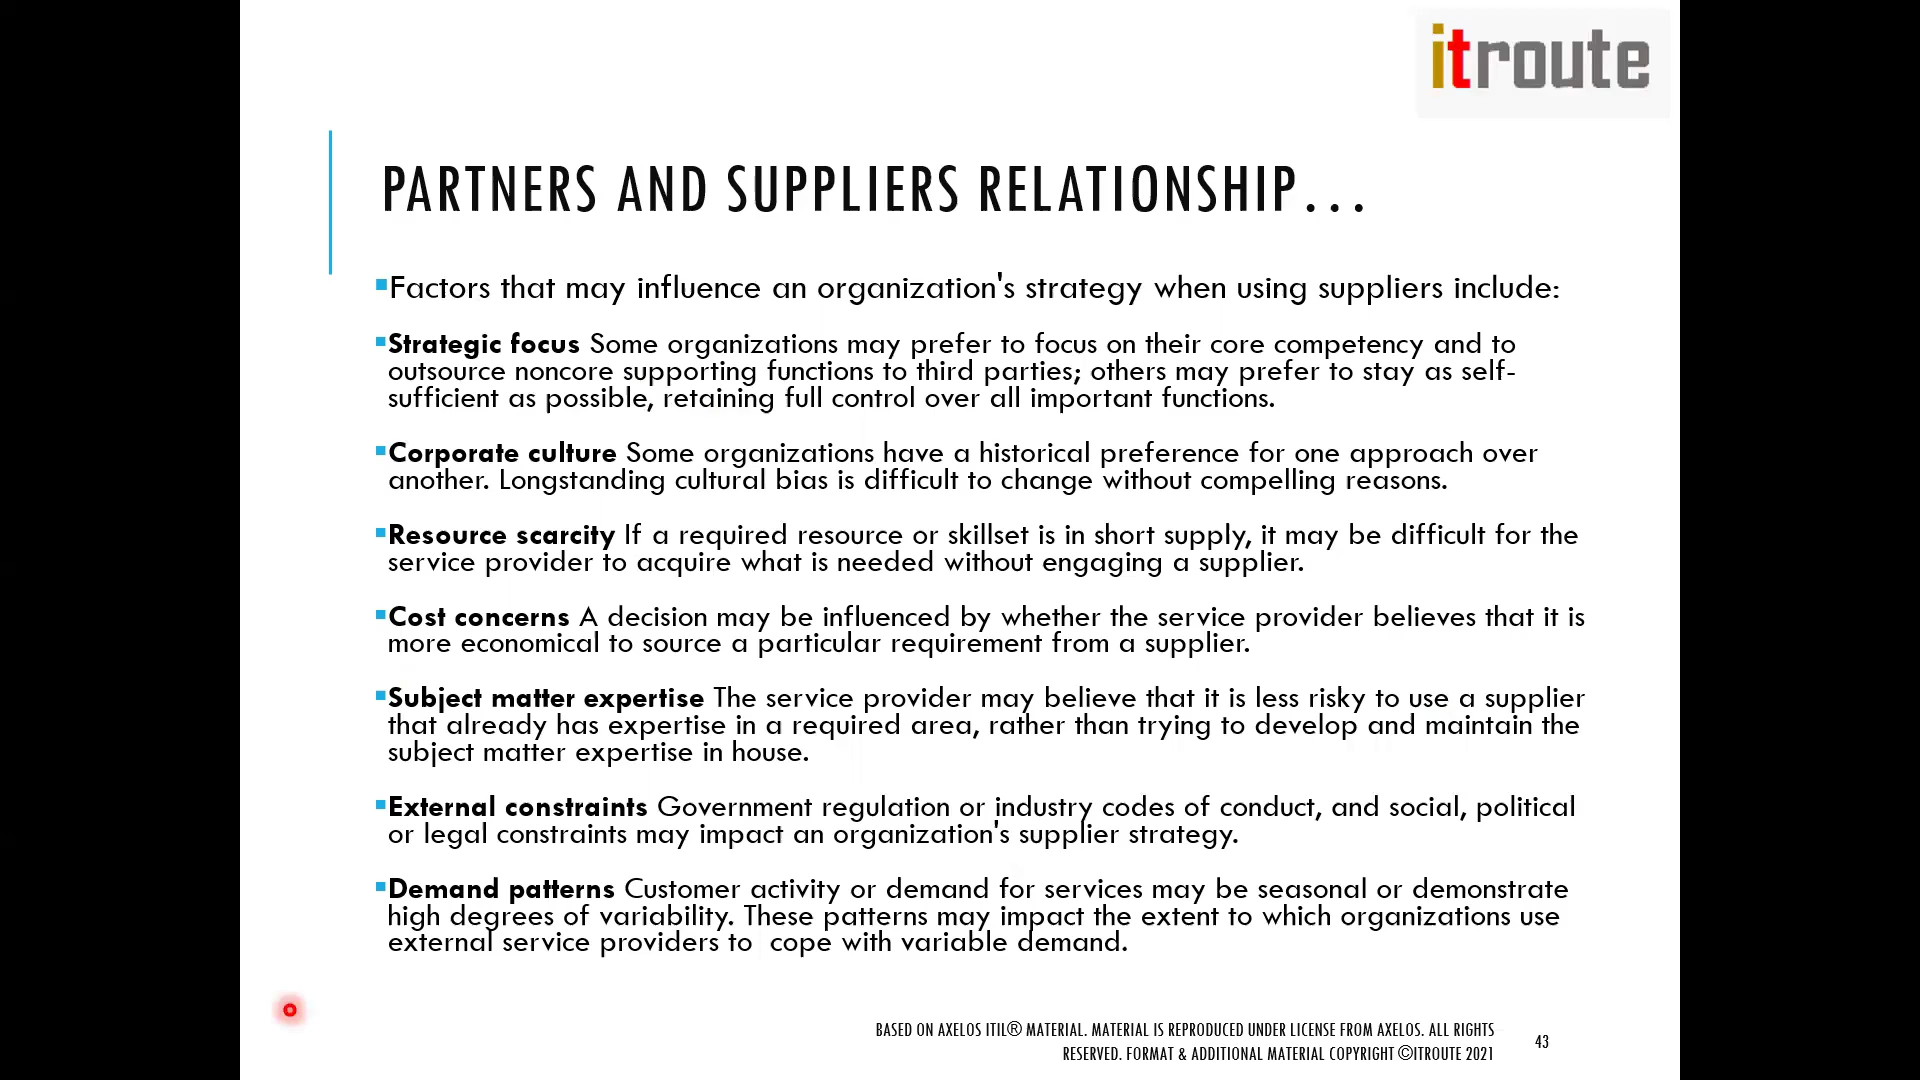 itroute
PARTNERS AND SUPPLIERS RELATIONSHIP...
▪Factors that may influence an organization's strategy when using suppliers include:
▪Strategic focus Some organizations may prefer to focus on their core competency and to
outsource noncore supporting functions to third parties; others may prefer to stay as self-
sufficient as possible, retaining full control over all important functions.
▪Corporate culture Some organizations have a historical preference for one approach over
another. Longstanding cultural bias is difficult to change without compelling reasons.
▪Resource scarcity If a required resource or skillset is in short supply, it may be difficult for the
service provider to acquire what is needed without engaging a supplier.
▪Cost concerns A decision may be influenced by whether the service provider believes that it is
more economical to source a particular requirement from a supplier.
▪Subject matter expertise The service provider may believe that it is less risky to use a supplier
that already has expertise in a required area, rather than trying to develop and maintain the
subject matter expertise in house.
▪External constraints Government regulation or industry codes of conduct, and social, political
or legal constraints may impact an organization's supplier strategy.
▪Demand patterns Customer activity or demand for services may be seasonal or demonstrate
high degrees of variability. These patterns may impact the extent to which organizations use
external service providers to  cope with variable demand.
BASED ON AXELOS ITIL® MATERIAL. MATERIAL IS REPRODUCED UNDER LICENSE FROM AXELOS. ALL RIGHTS
RESERVED. FORMAT & ADDITIONAL MATERIAL COPYRIGHT ©ITROUTE 2021
43